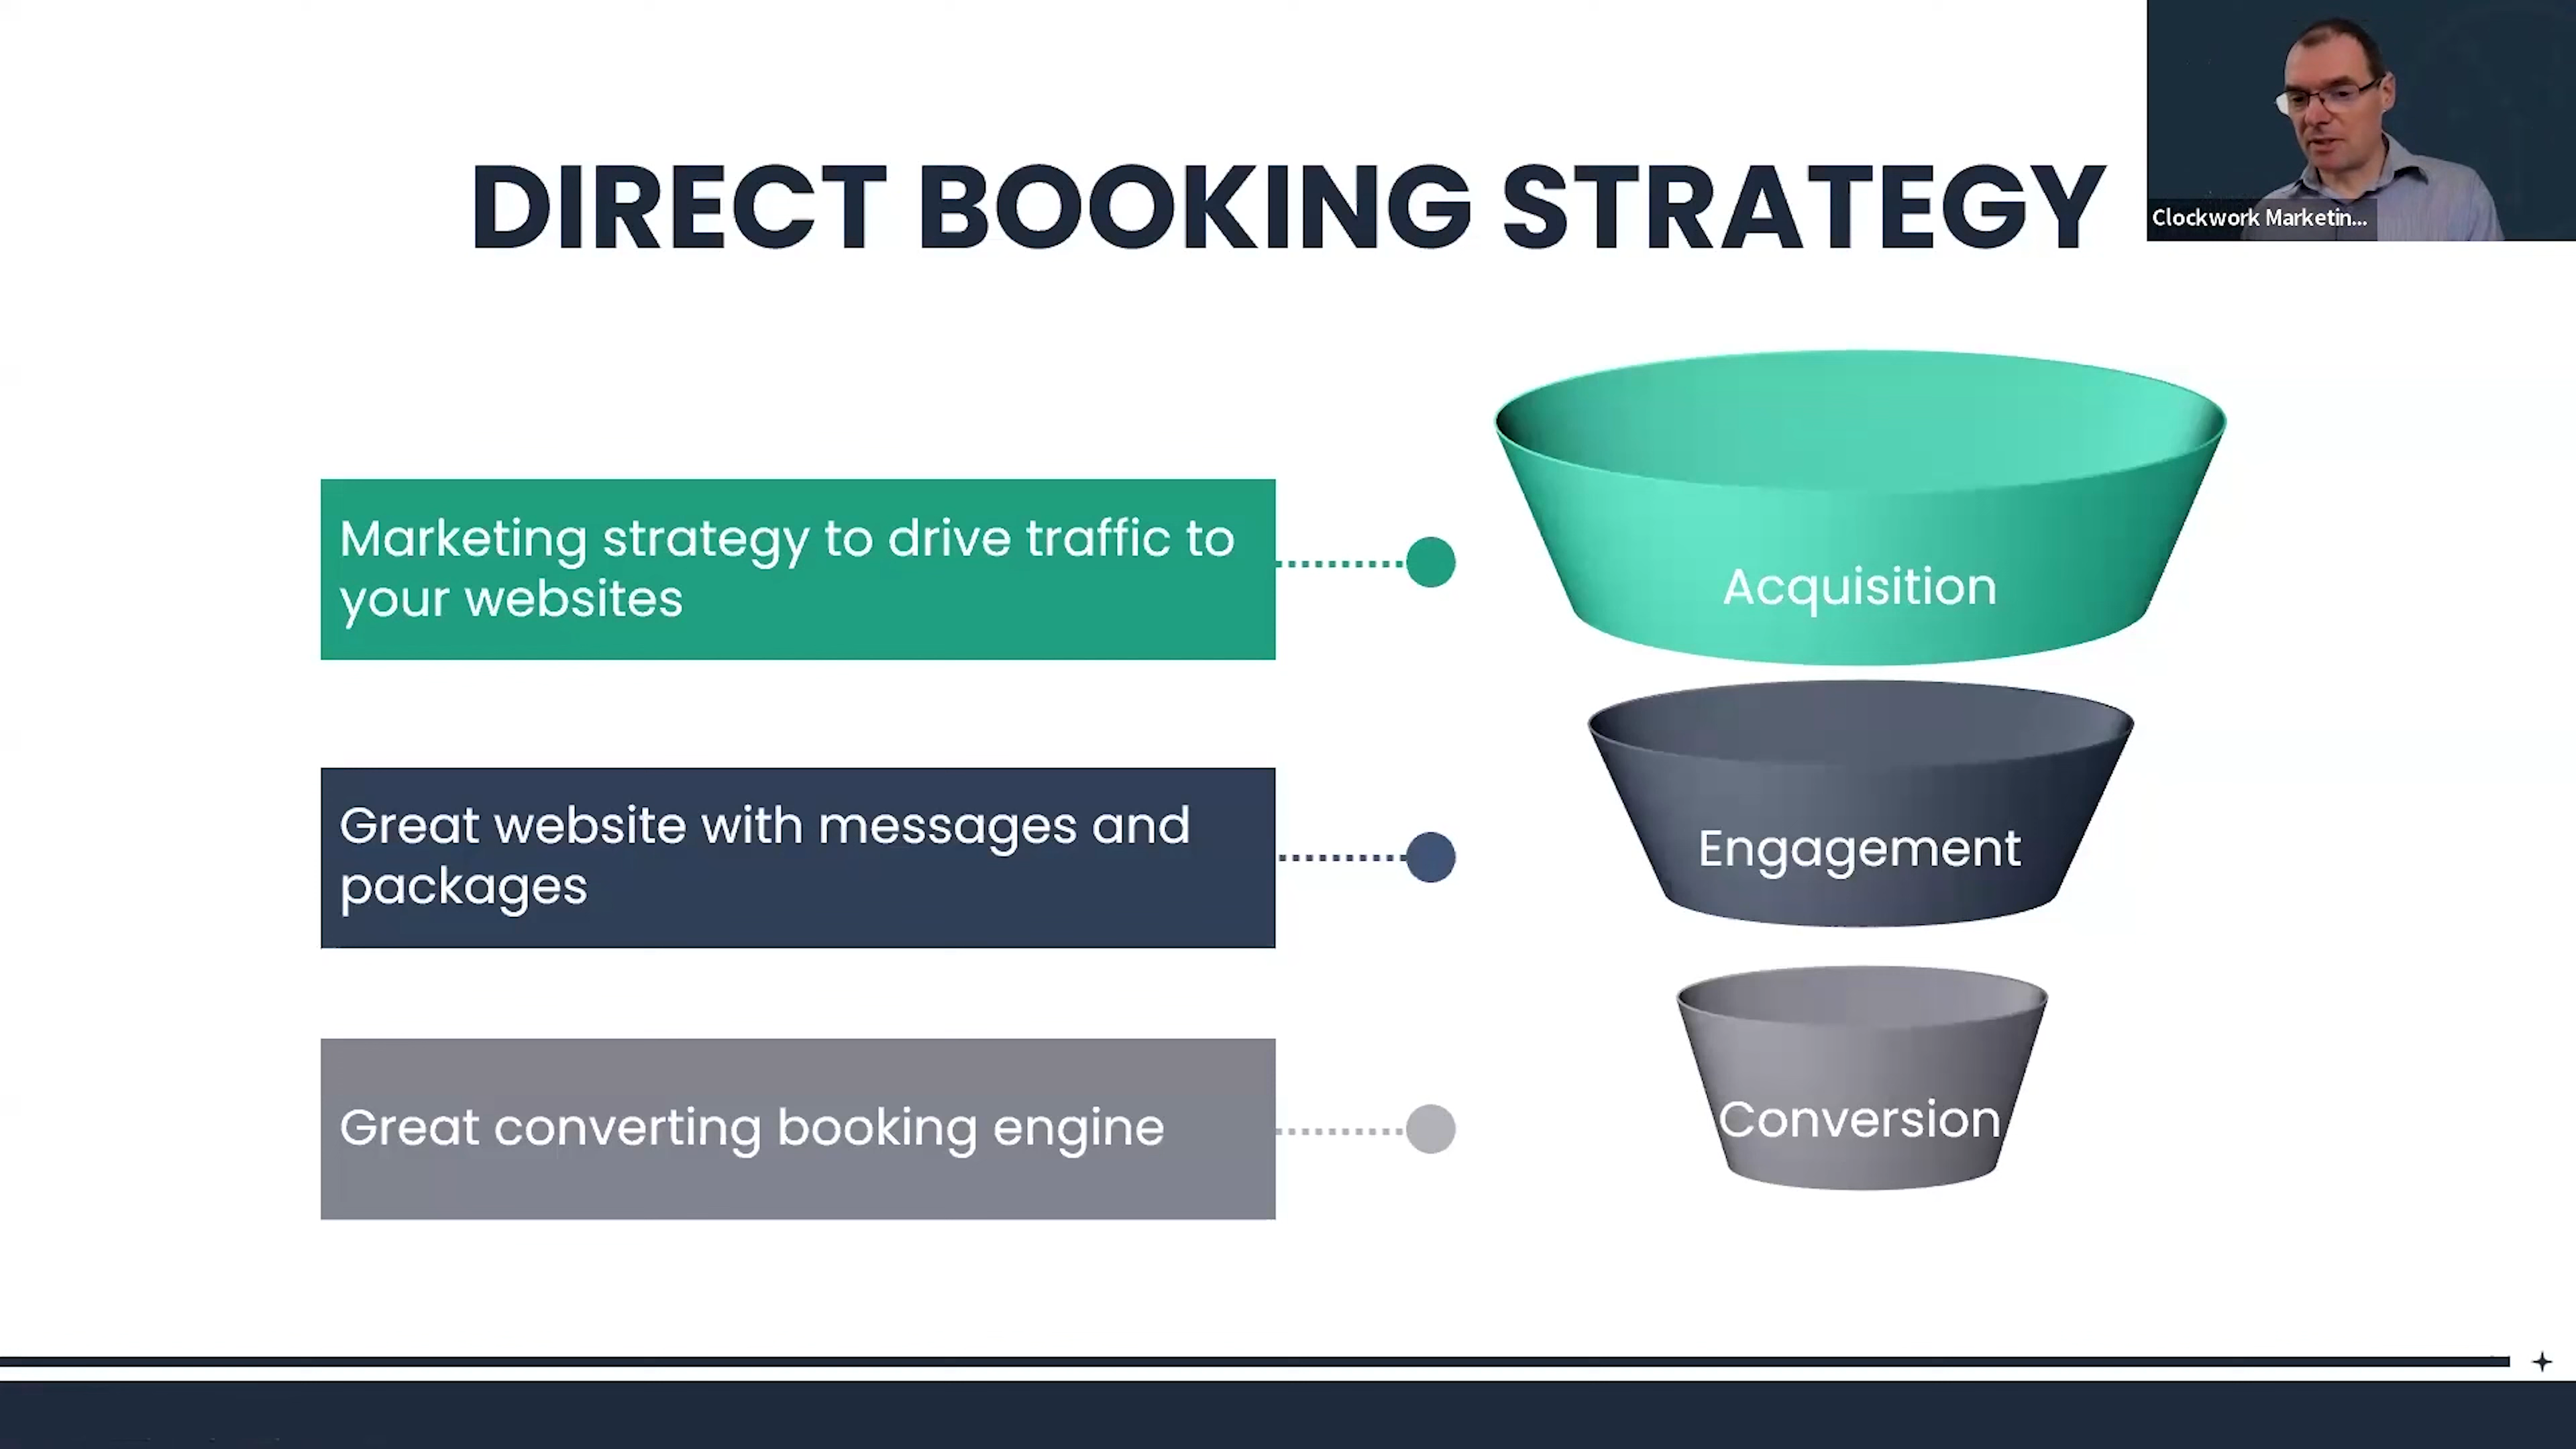 DIRECT BOOKING STRATEGY
Clockwork Marketin...
Marketing strategy to drive traffic to
your websites
Acquisition
Great website with messages and
packages
Engagement
Great converting booking engine
Conversion